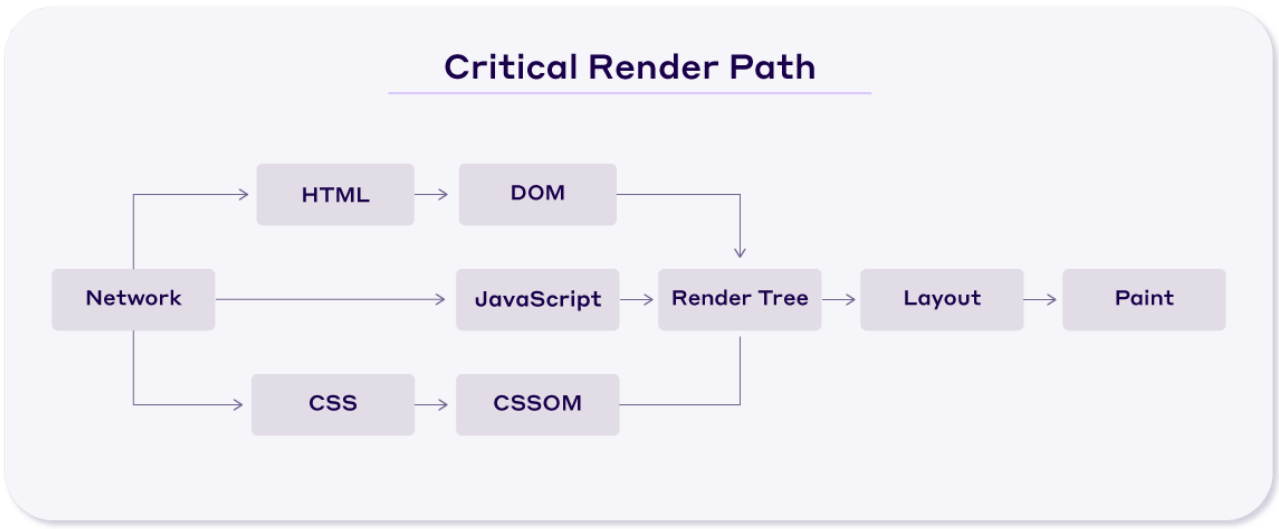 Critical Render Path
HTML
DOM
Network
JavaScript
Render Tree
Layout
Paint
CSS
CSSOM